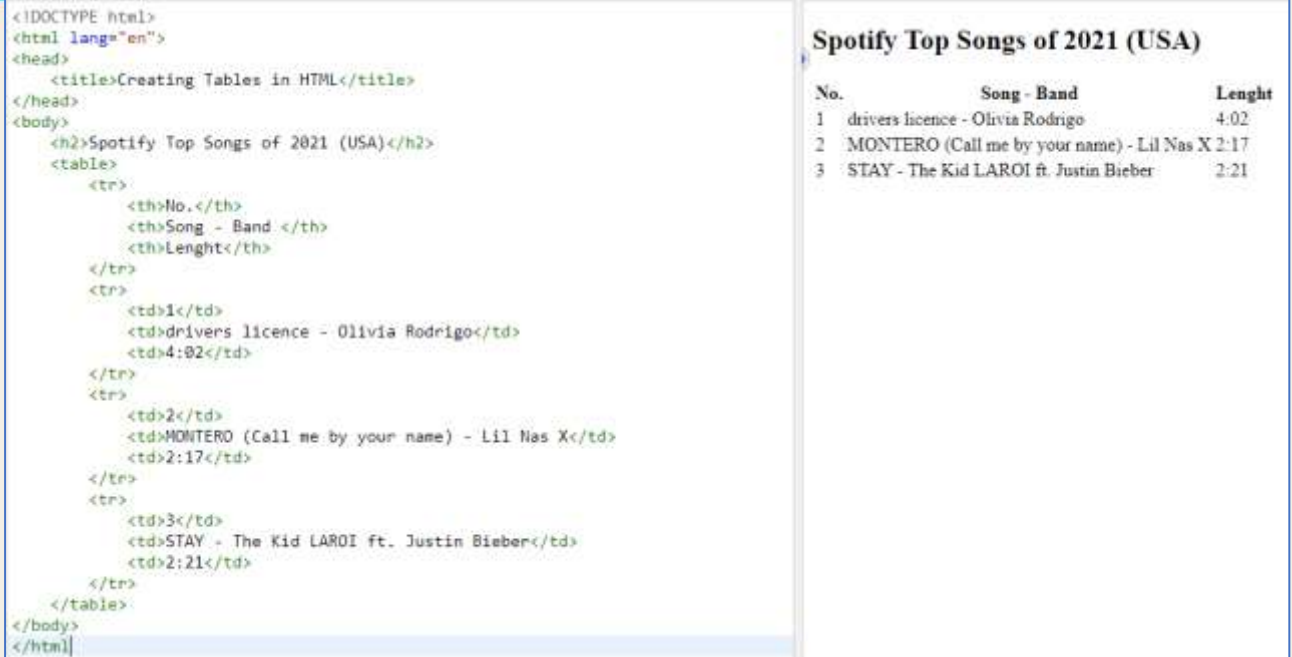 <!DOCTYPE html>
<html lang="en">
<head>
    <title>Creating Tables in HTML</title>
</head>
<body>
    <h2>Spotify Top Songs of 2021 (USA)</h2>
    <table>
        <tr>
            <th>No.</th>
            <th>Song - Band </th>
            <th>Lenght</th>
        </tr>
        <tr>
            <td>1</td>
            <td>drivers licence - Olivia Rodrigo</td>
            <td>4:02</td>
        </tr>
        <tr>
            <td>2</td>
            <td>MONTERO (Call me by your name) - Lil Nas X</td>
            <td>2:17</td>
        </tr>
        <tr>
            <td>3</td>
            <td>STAY - The Kid LAROI ft. Justin Bieber</td>
            <td>2:21</td>
        </tr>
    </table>
</body>
</html
Spotify Top Songs of 2021 (USA)
No. Song - Band Lenght
1 drivers licence - Olivia Rodrigo 4:02
2 MONTERO (Call me by your name) - Lil Nas X 2:17
3 STAY - The Kid LAROI ft. Justin Bieber 2:21